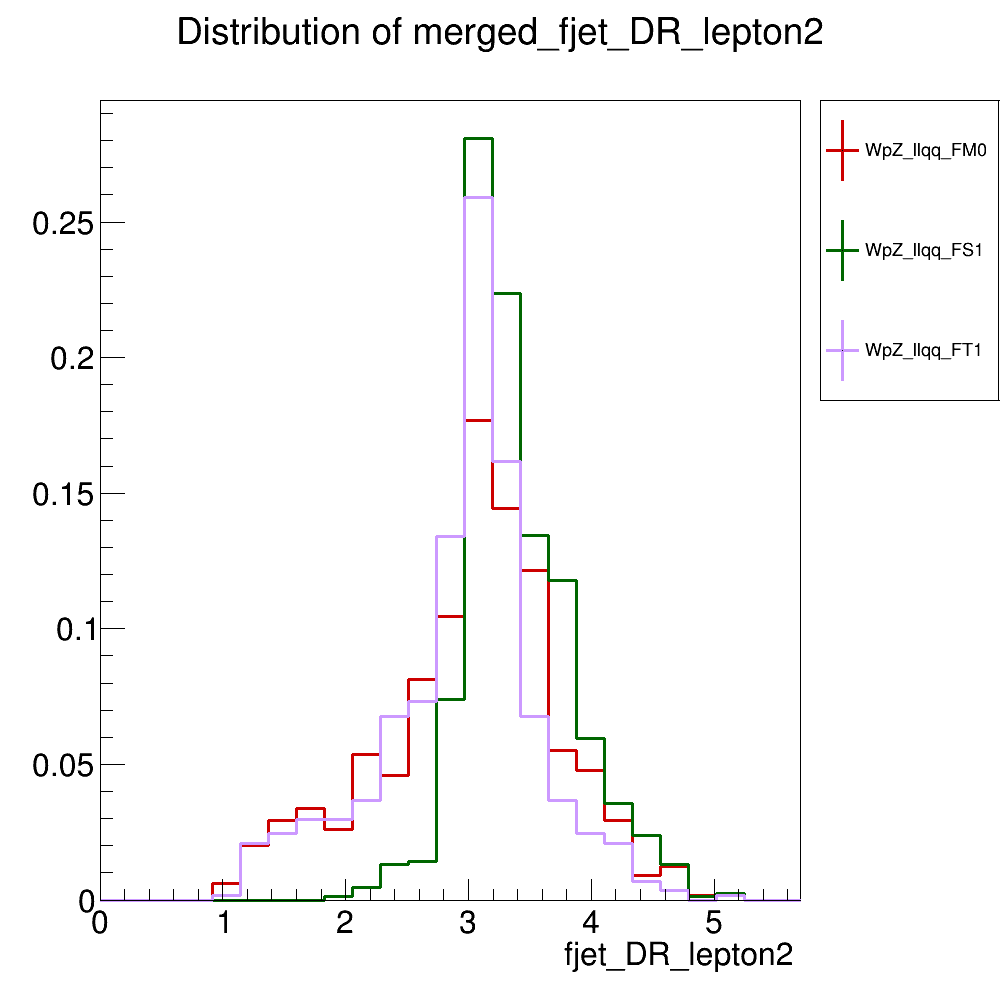 Distribution of merged_fjet_DR_lepton2
WpZ_llqq_FM0
WpZ_llqq_FS1
WpZ_llqq_FT1
0.25
0.2
0.15
0.1
0.05
0
0 1 2 3 4 5
fjet_DR_lepton2